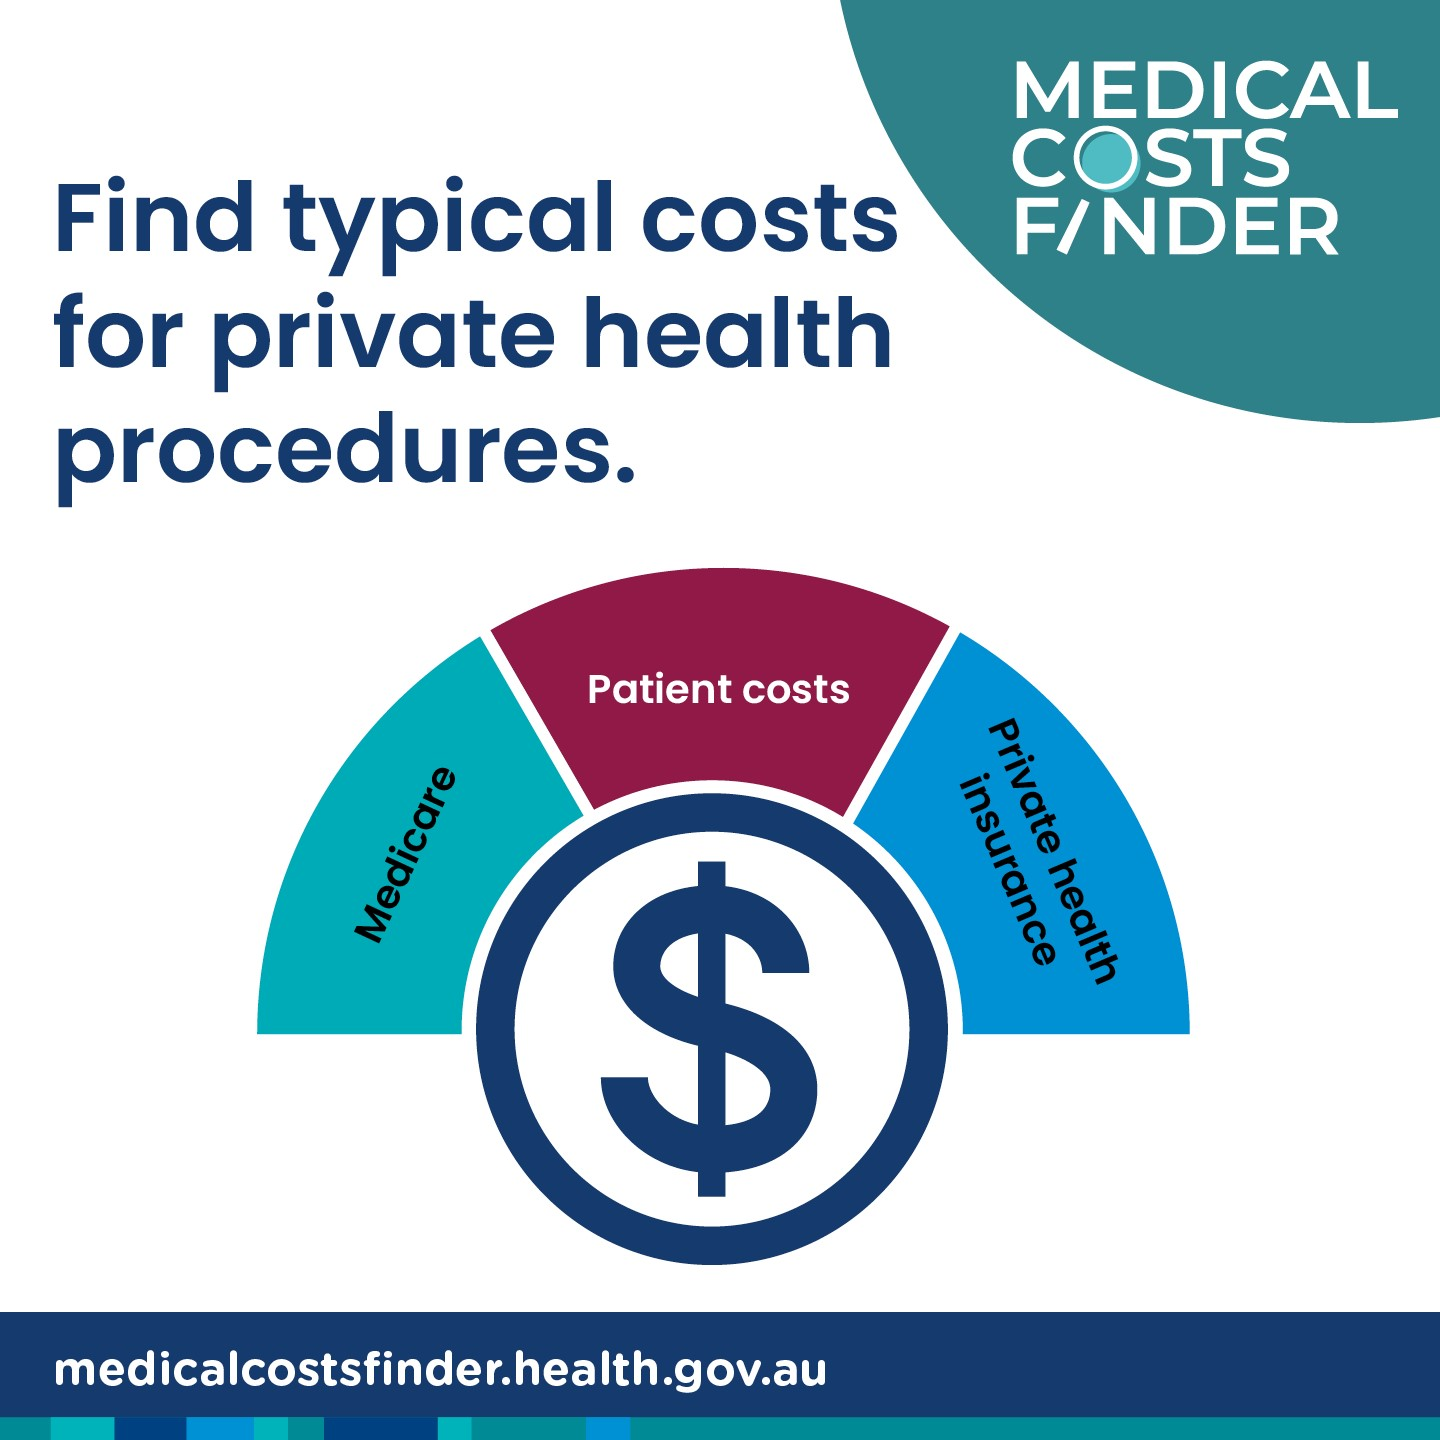 MEDICAL
COSTS
FINDER
Find typical costs
for private health
procedures.
Medicare
Patient costs
Private health
insurance
$
medicalcostsfinder.health.gov.au